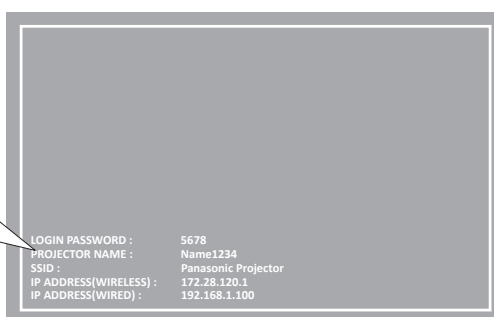 LOGIN PASSWORD : 5678
PROJECTOR NAME : Name1234
SSID : Panasonic Projector
IP ADDRESS(WIRELESS) : 172.28.120.1
IP ADDRESS(WIRED) : 192.168.1.100